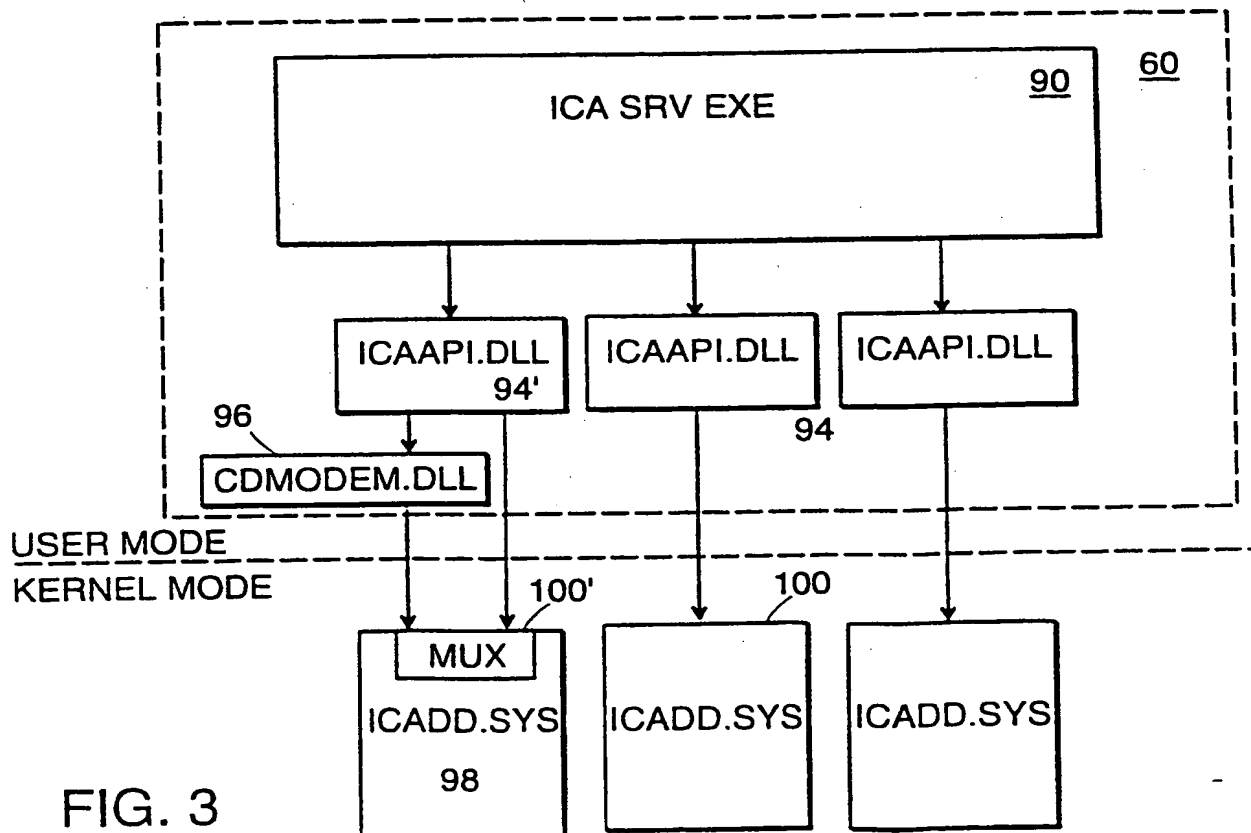 60
90
ICA SRV EXE
ICAAPI.DLL
94'
ICAAPI.DLL
94
ICAAPI.DLL
96
CDMODEM.DLL
USER MODE
KERNEL MODE
100'
100
MUX
ICADD.SYS
98
ICADD.SYS
ICADD.SYS
FIG. 3